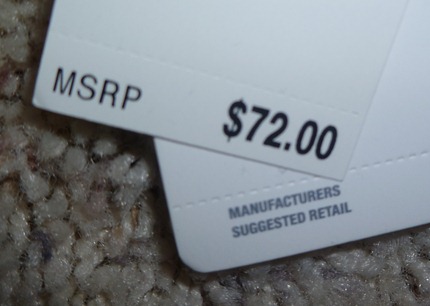 MSRP $72.00
MANUFACTURERS
SUGGESTED RETAIL